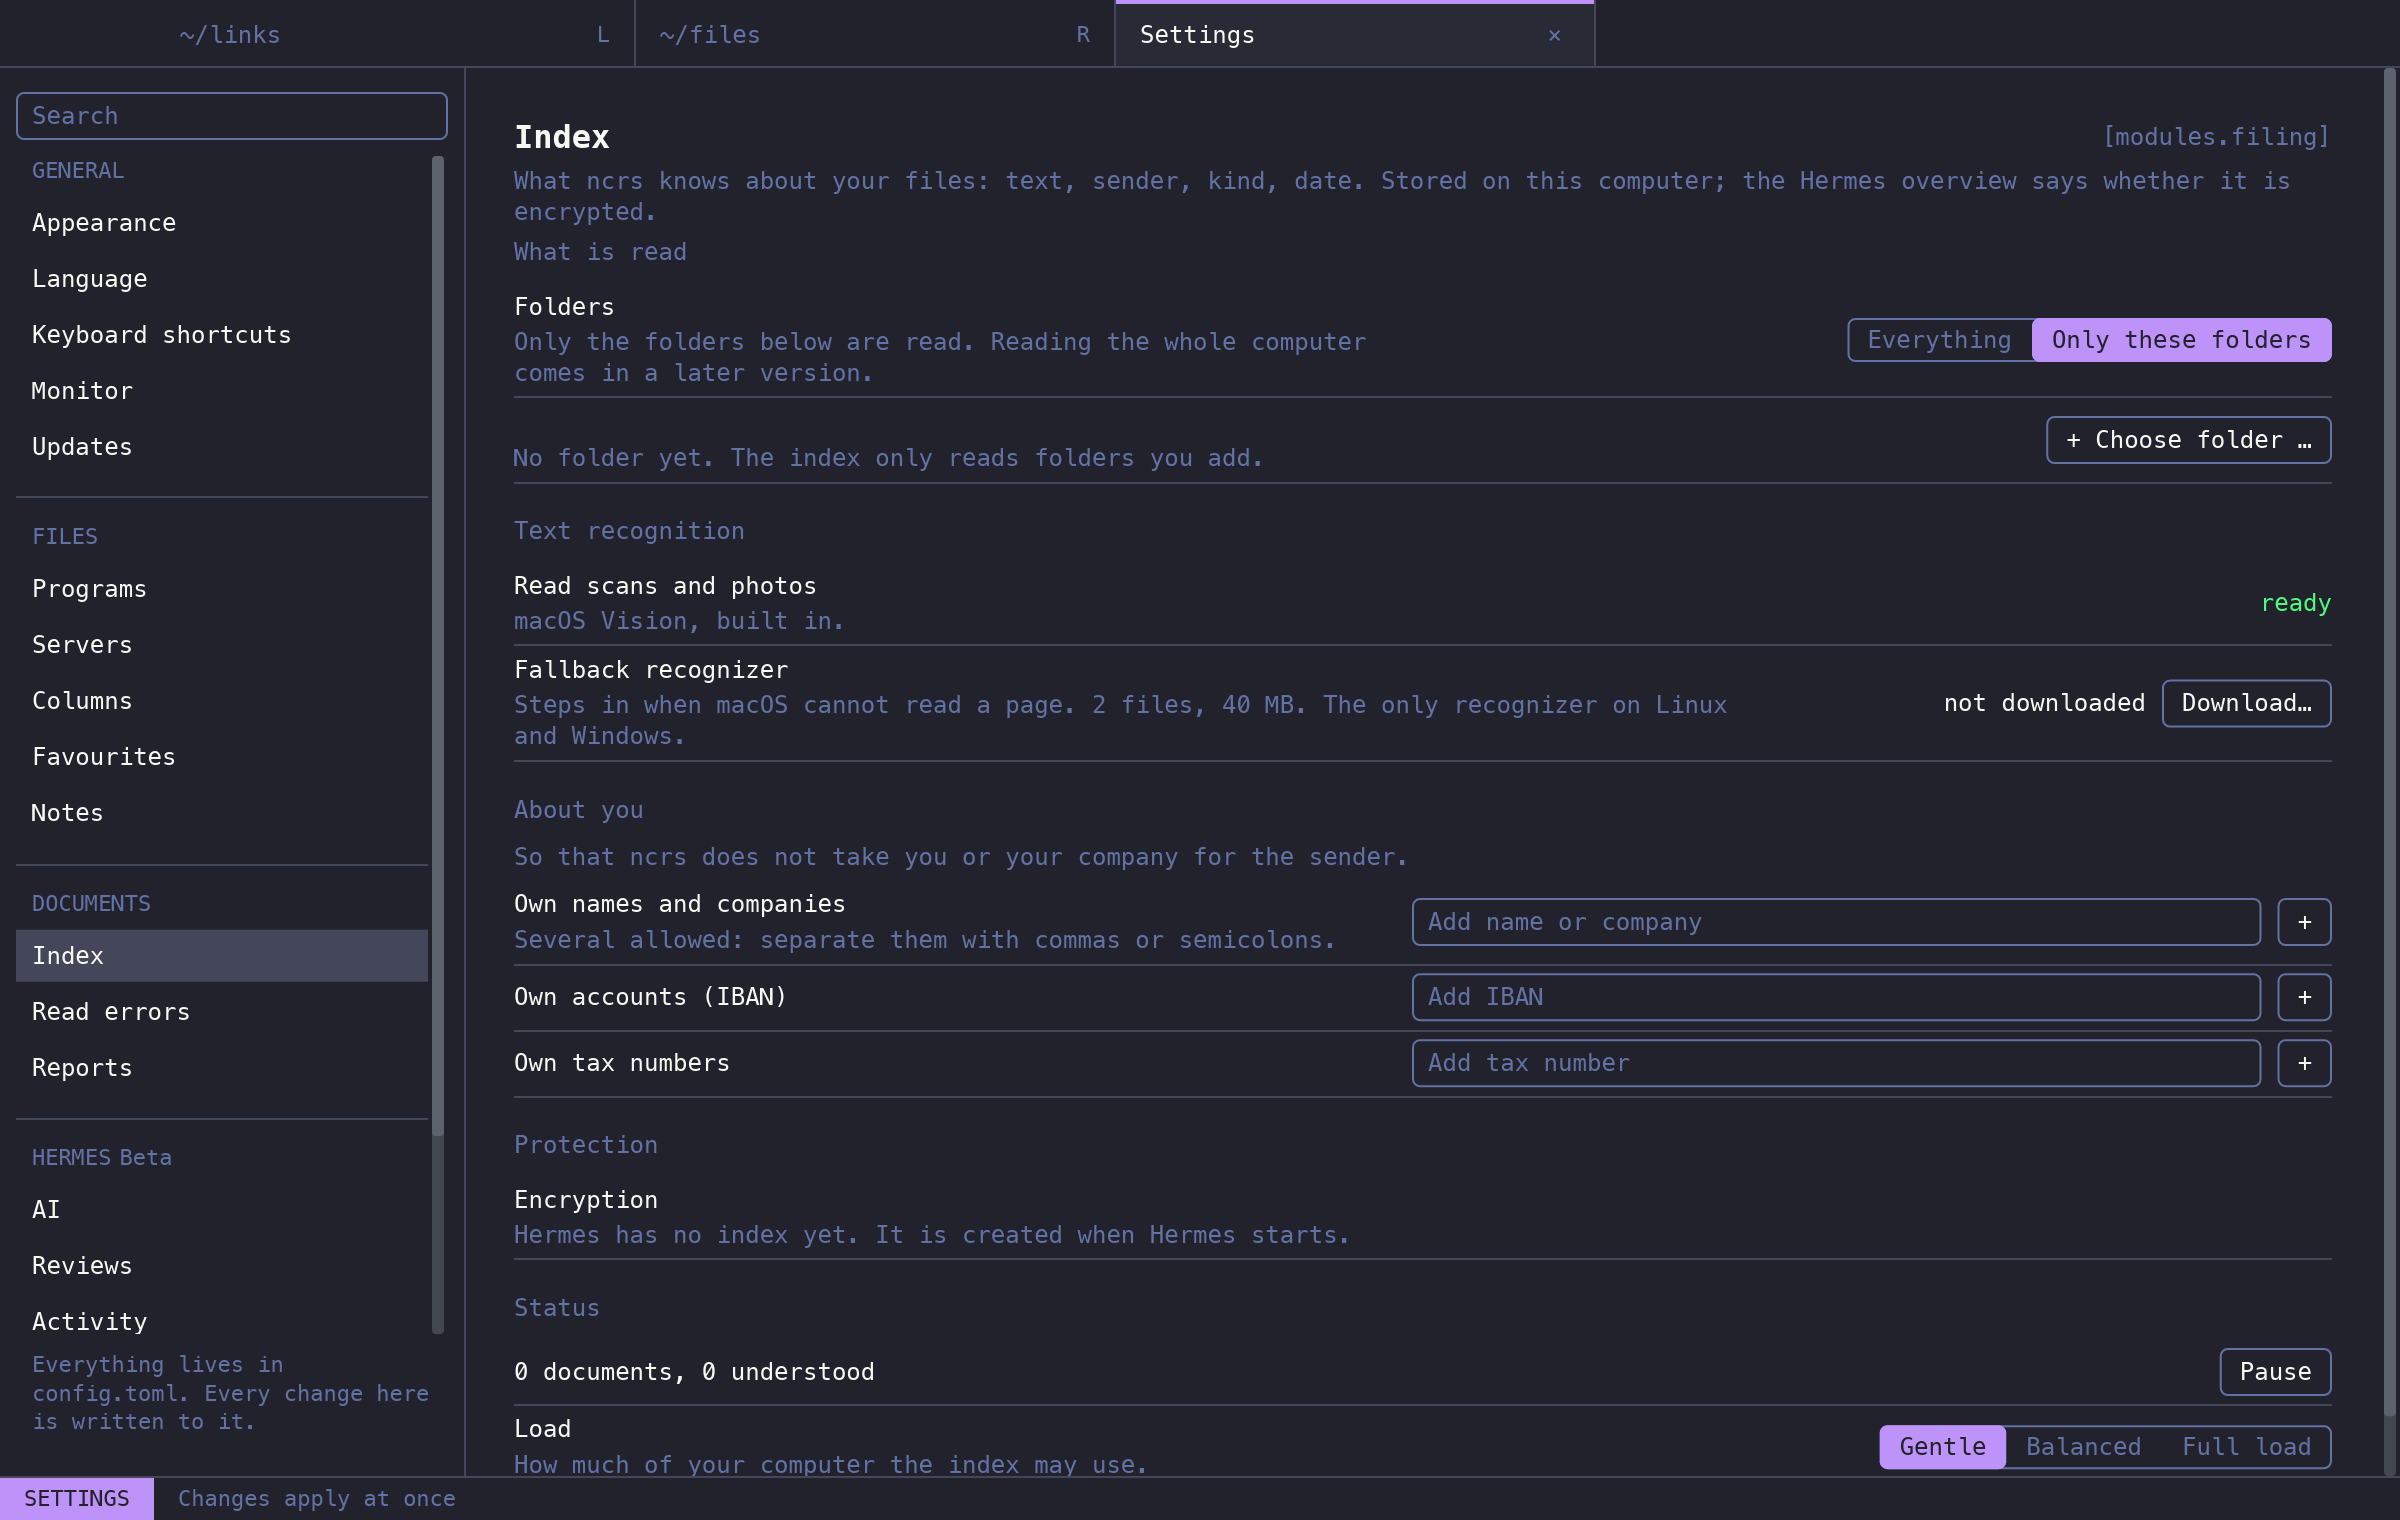 ~/links L ~/files R Settings ×
Search
GENERAL
Appearance
Language
Keyboard shortcuts
Monitor
Updates
FILES
Programs
Servers
Columns
Favourites
Notes
DOCUMENTS
Index
Read errors
Reports
HERMES Beta
AI
Reviews
Activity
Everything lives in
config.toml. Every change here
is written to it.
Index [modules.filing]
What ncrs knows about your files: text, sender, kind, date. Stored on this computer; the Hermes overview says whether it is
encrypted.
What is read
Folders
Only the folders below are read. Reading the whole computer
comes in a later version.
Everything Only these folders
+ Choose folder …
No folder yet. The index only reads folders you add.
Text recognition
Read scans and photos
macOS Vision, built in.
ready
Fallback recognizer
Steps in when macOS cannot read a page. 2 files, 40 MB. The only recognizer on Linux
and Windows.
not downloaded Download…
About you
So that ncrs does not take you or your company for the sender.
Own names and companies
Several allowed: separate them with commas or semicolons.
Add name or company +
Own accounts (IBAN) Add IBAN +
Own tax numbers Add tax number +
Protection
Encryption
Hermes has no index yet. It is created when Hermes starts.
Status
0 documents, 0 understood Pause
Load
How much of your computer the index may use.
Gentle Balanced Full load
SETTINGS Changes apply at once